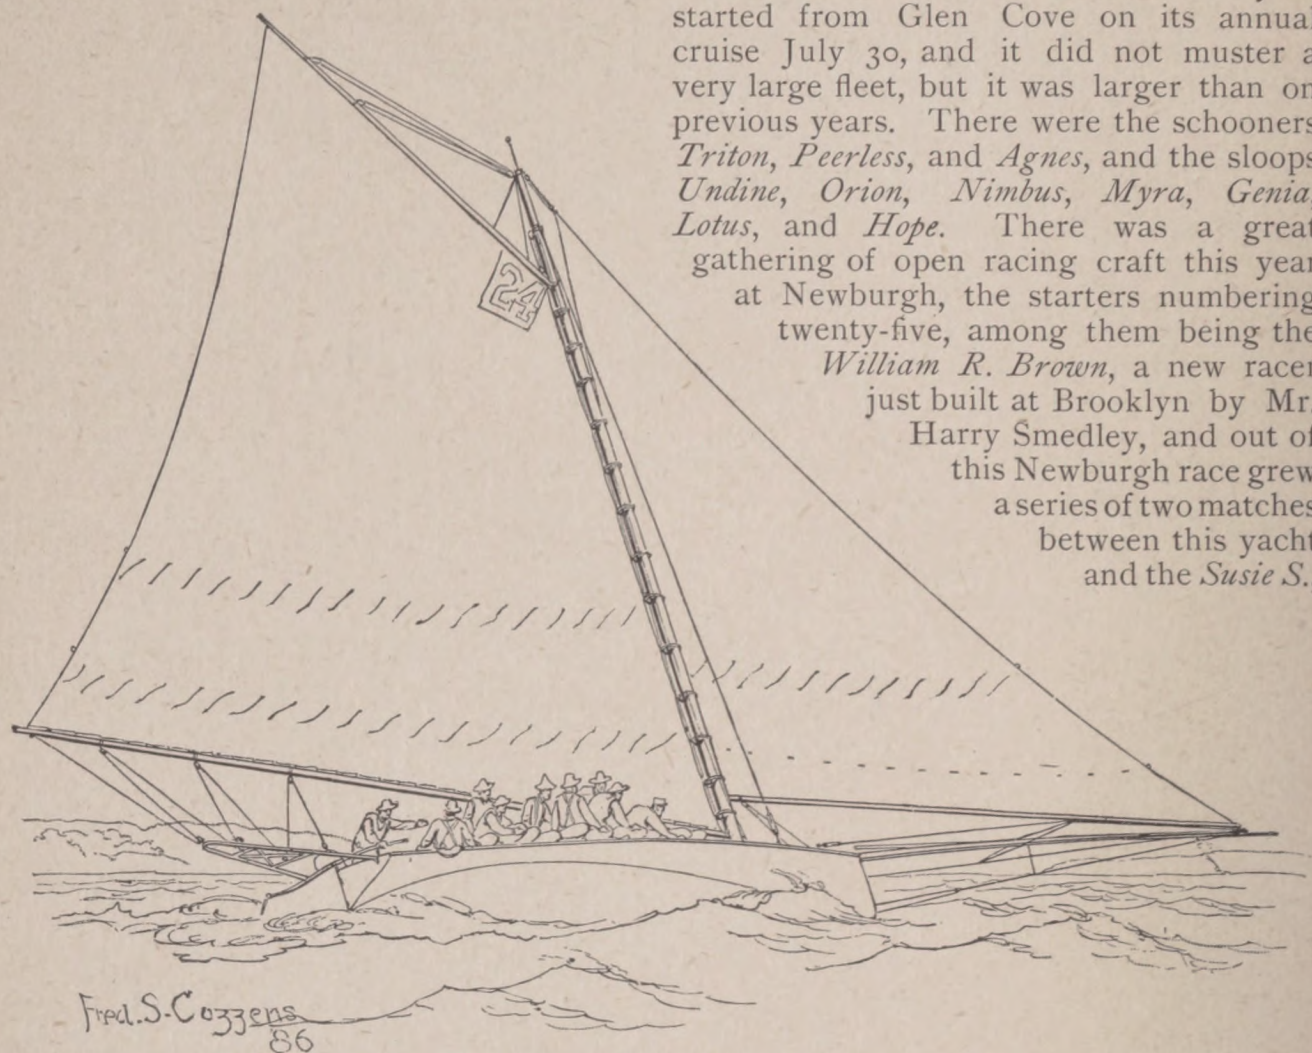 started from Glen Cove on its annual
cruise July 30, and it did not muster a
very large fleet, but it was larger than on
previous years. There were the schooners
Triton, Peerless, and Agnes, and the sloops
Undine, Orion, Nimbus, Myra, Genia,
Lotus, and Hope. There was a great
gathering of open racing craft this year
at Newburgh, the starters numbering
twenty-five, among them being the
William R. Brown, a new racer
just built at Brooklyn by Mr.
Harry Smedley, and out of
this Newburgh race grew
a series of two matches
between this yacht
and the Susie S.
24
Fred. S. Cozzens
86